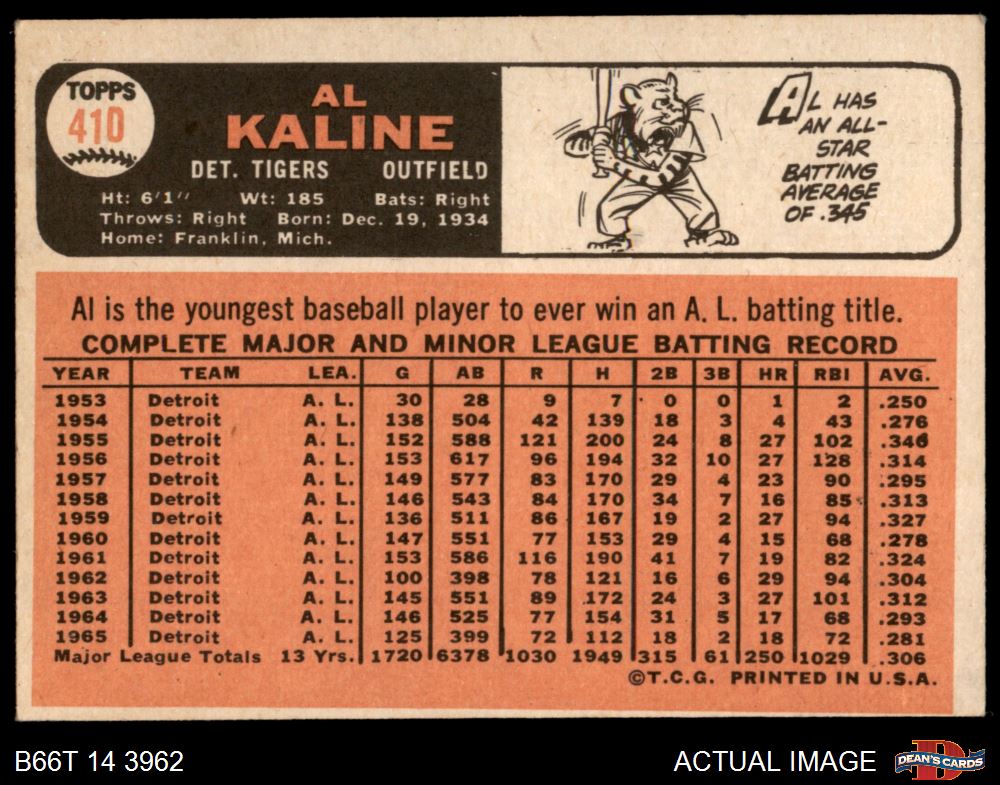 TOPPS
410
AL
KALINE
DET. TIGERS OUTFIELD
Ht: 6'1" Wt: 185 Bats: Right
Throws: Right Born: Dec. 19, 1934
Home: Franklin, Mich.
AL HAS
AN ALL-
STAR
BATTING
AVERAGE
OF .345
Al is the youngest baseball player to ever win an A. L. batting title.
COMPLETE MAJOR AND MINOR LEAGUE BATTING RECORD
YEAR TEAM LEA. G AB R H 2B 3B HR RBI AVG.
1953 Detroit A. L. 30 28 9 7 0 0 1 2 .250
1954 Detroit A. L. 138 504 42 139 18 3 4 43 .276
1955 Detroit A. L. 152 588 121 200 24 8 27 102 .340
1956 Detroit A. L. 153 617 96 194 32 10 27 128 .314
1957 Detroit A. L. 149 577 83 170 29 4 23 90 .295
1958 Detroit A. L. 146 543 84 170 34 7 16 85 .313
1959 Detroit A. L. 136 511 86 167 19 2 27 94 .327
1960 Detroit A. L. 147 551 77 153 29 4 15 68 .278
1961 Detroit A. L. 153 586 116 190 41 7 19 82 .324
1962 Detroit A. L. 100 398 78 121 16 6 29 94 .304
1963 Detroit A. L. 145 551 89 172 24 3 27 101 .312
1964 Detroit A. L. 146 525 77 154 31 5 17 68 .293
1965 Detroit A. L. 125 399 72 112 18 2 18 72 .281
Major League Totals 13 Yrs. 1720 6378 1030 1949 315 61 250 1029 .306
©T.C.G. PRINTED IN U.S.A.
B66T 14 3962 ACTUAL IMAGE DEAN'S CARDS